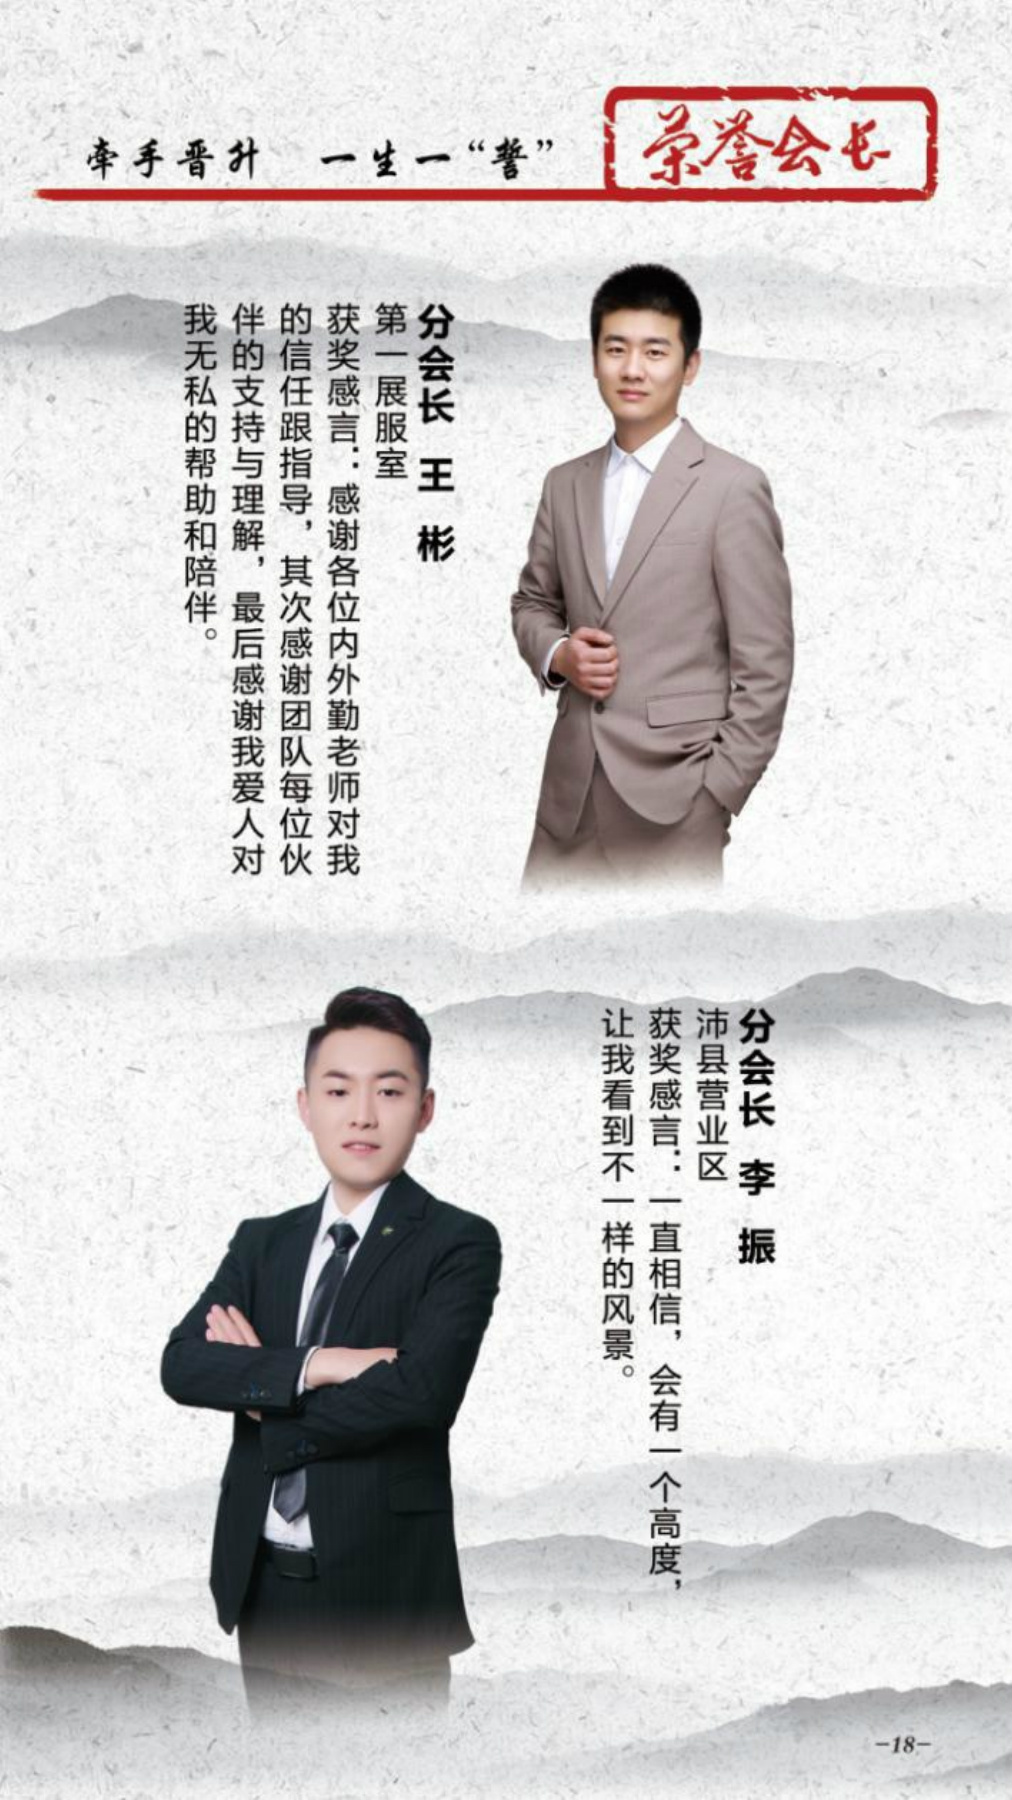 牵手晋升 一生一“誓”
荣誉会长
分会长 王 彬
第一展服室
获奖感言：感谢各位内外勤老师对我
的信任跟指导，其次感谢团队每位伙
伴的支持与理解，最后感谢我爱人对
我无私的帮助和陪伴。
分会长 李 振
沛县营业区
获奖感言：一直相信，会有一个高度，
让我看到不一样的风景。
-18-